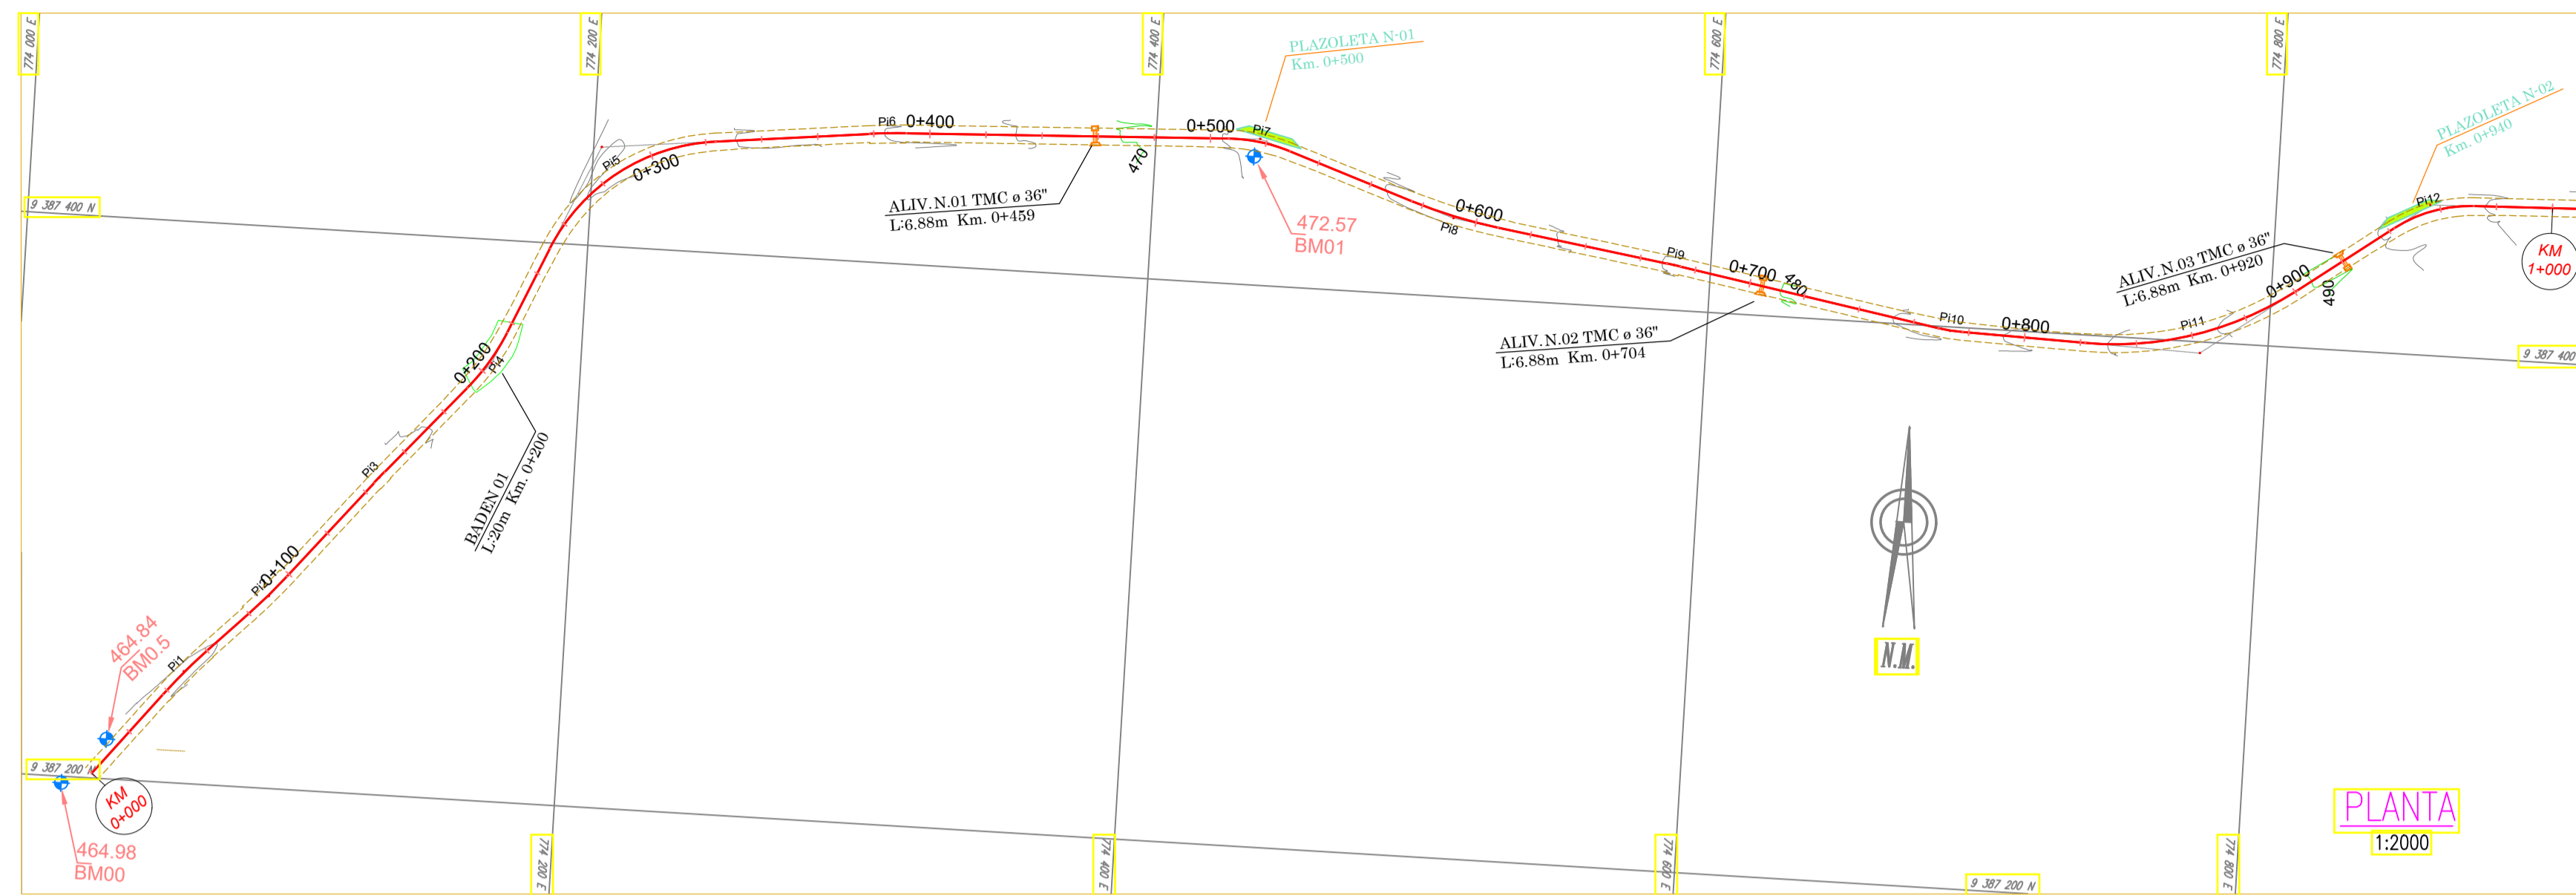 774 000 E
774 200 E
774 400 E
774 600 E
774 800 E
PLAZOLETA N-01
Km. 0+500
PLAZOLETA N-02
Km. 0+940
Pi6
0+400
0+500
Pi7
Pi5
0+300
470
ALIV. N.01 TMC ø 36"
L:6.88m Km. 0+459
9 387 400 N
472.57
BM01
0+600
Pi8
Pi9
0+700
480
Pi12
KM
1+000
ALIV. N.03 TMC ø 36"
L:6.88m Km. 0+920
0+900
490
ALIV. N.02 TMC ø 36"
L:6.88m Km. 0+704
Pi10
0+800
Pi11
9 387 400
0+200
Pi4
BADEN 01
L:20m Km. 0+200
Pi3
0+100
Pi2
464.84
BM0.5
Pi1
N.M.
9 387 200 N
KM
0+000
464.98
BM00
PLANTA
1:2000
774 200 E
774 400 E
774 600 E
774 800 E
9 387 200 N